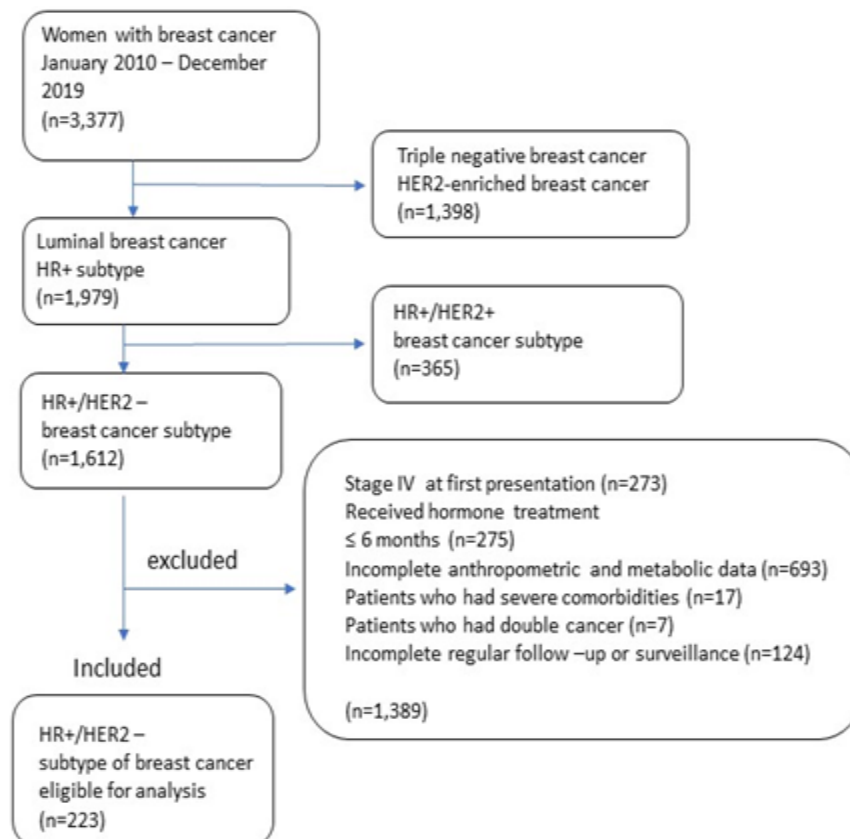 Women with breast cancer
January 2010 – December
2019
(n=3,377)
Triple negative breast cancer
HER2-enriched breast cancer
(n=1,398)
Luminal breast cancer
HR+ subtype
(n=1,979)
HR+/HER2+
breast cancer subtype
(n=365)
HR+/HER2 –
breast cancer subtype
(n=1,612)
excluded
Stage IV at first presentation (n=273)
Received hormone treatment
≤ 6 months (n=275)
Incomplete anthropometric and metabolic data (n=693)
Patients who had severe comorbidities (n=17)
Patients who had double cancer (n=7)
Incomplete regular follow –up or surveillance (n=124)
(n=1,389)
Included
HR+/HER2 –
subtype of breast cancer
eligible for analysis
(n=223)